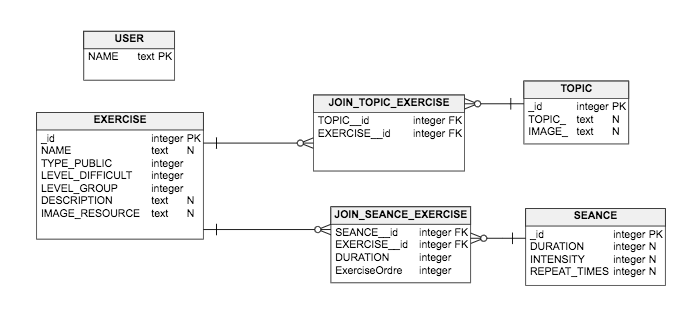 USER
NAME text PK
JOIN_TOPIC_EXERCISE
TOPIC__id integer FK
EXERCISE__id integer FK
TOPIC
_id integer PK
TOPIC_ text N
IMAGE_ text N
EXERCISE
_id integer PK
NAME text N
TYPE_PUBLIC integer
LEVEL_DIFFICULT integer
LEVEL_GROUP integer
DESCRIPTION text N
IMAGE_RESOURCE text N
JOIN_SEANCE_EXERCISE
SEANCE__id integer FK
EXERCISE__id integer FK
DURATION integer
ExerciseOrdre integer
SEANCE
_id integer PK
DURATION integer N
INTENSITY integer N
REPEAT_TIMES integer N